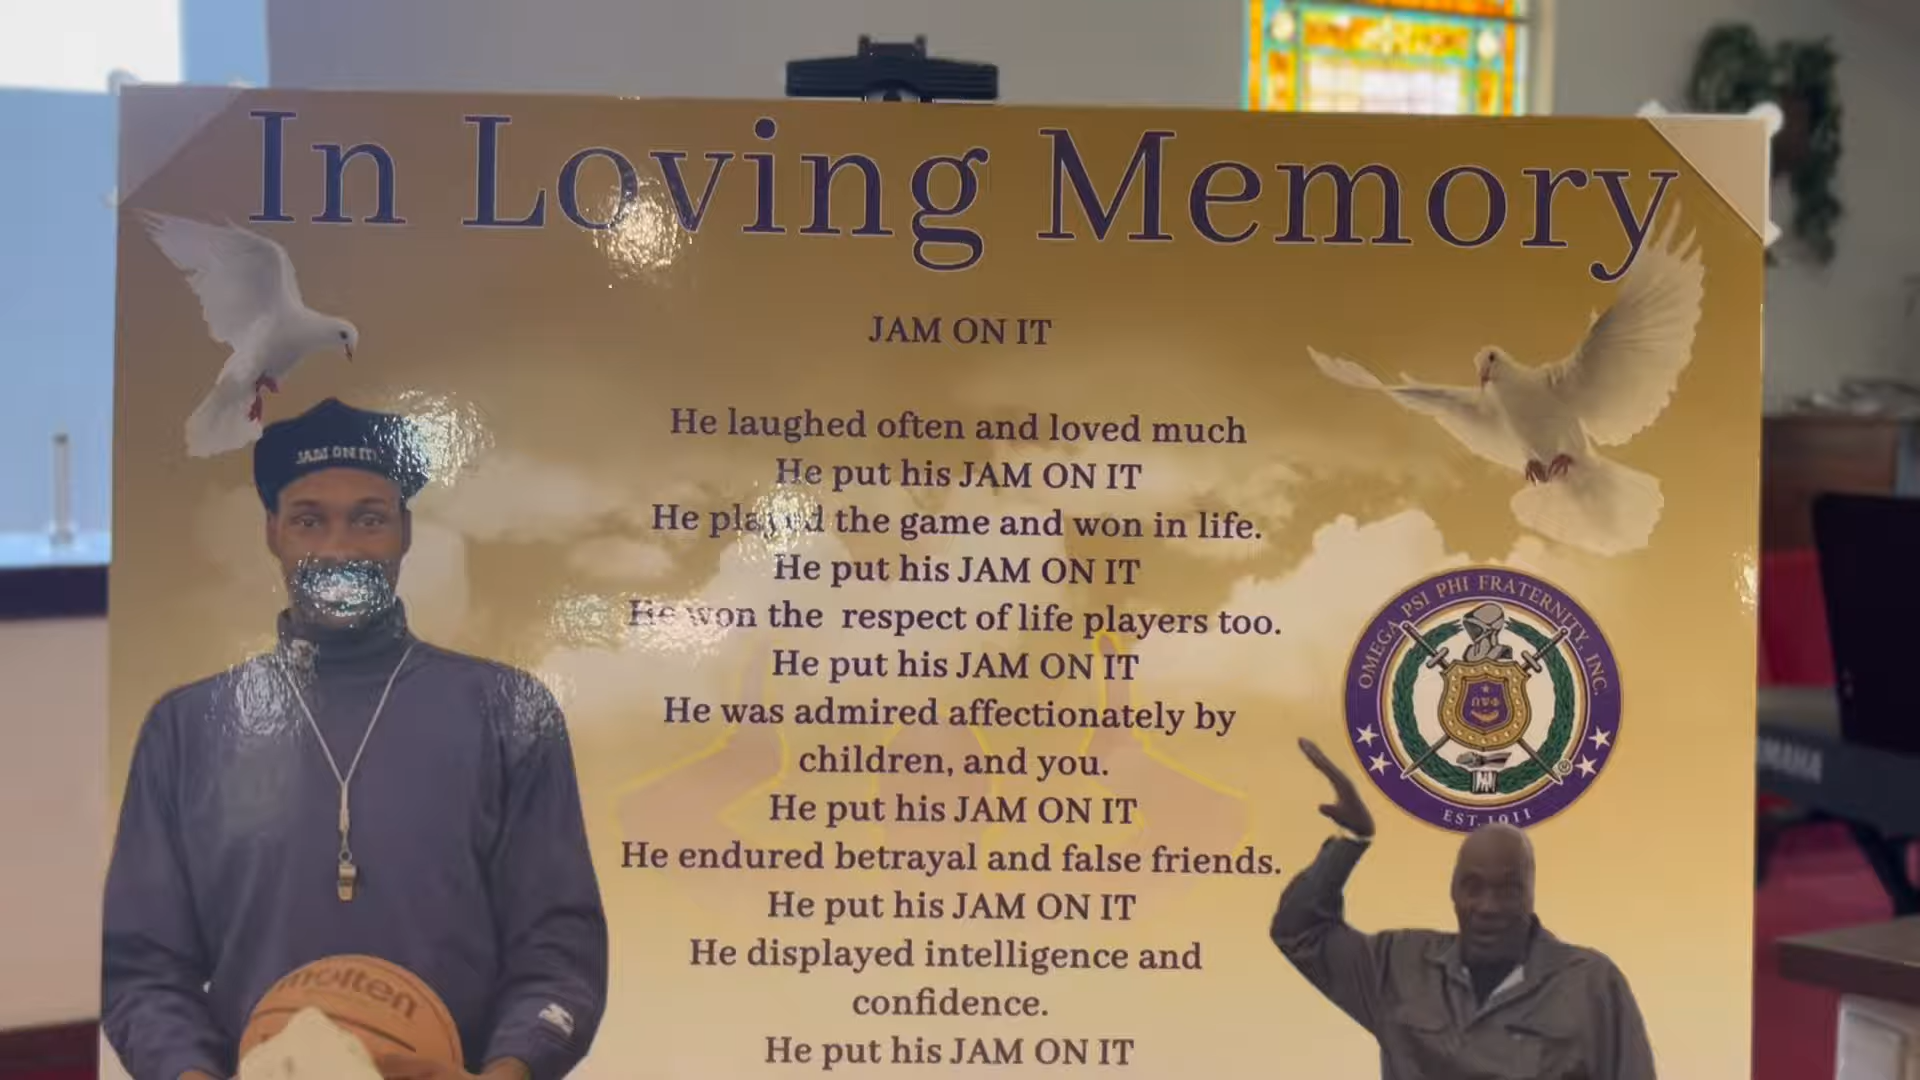 In Loving Memory
JAM ON IT
He laughed often and loved much
He put his JAM ON IT
He played the game and won in life.
He put his JAM ON IT
He won the respect of life players too.
He put his JAM ON IT
He was admired affectionately by
children, and you.
He put his JAM ON IT
He endured betrayal and false friends.
He put his JAM ON IT
He displayed intelligence and
confidence.
He put his JAM ON IT
JAM ON IT!
molten
OMEGA PSI PHI FRATERNITY, INC.
ΩΨΦ
EST. 1911
YAMAHA